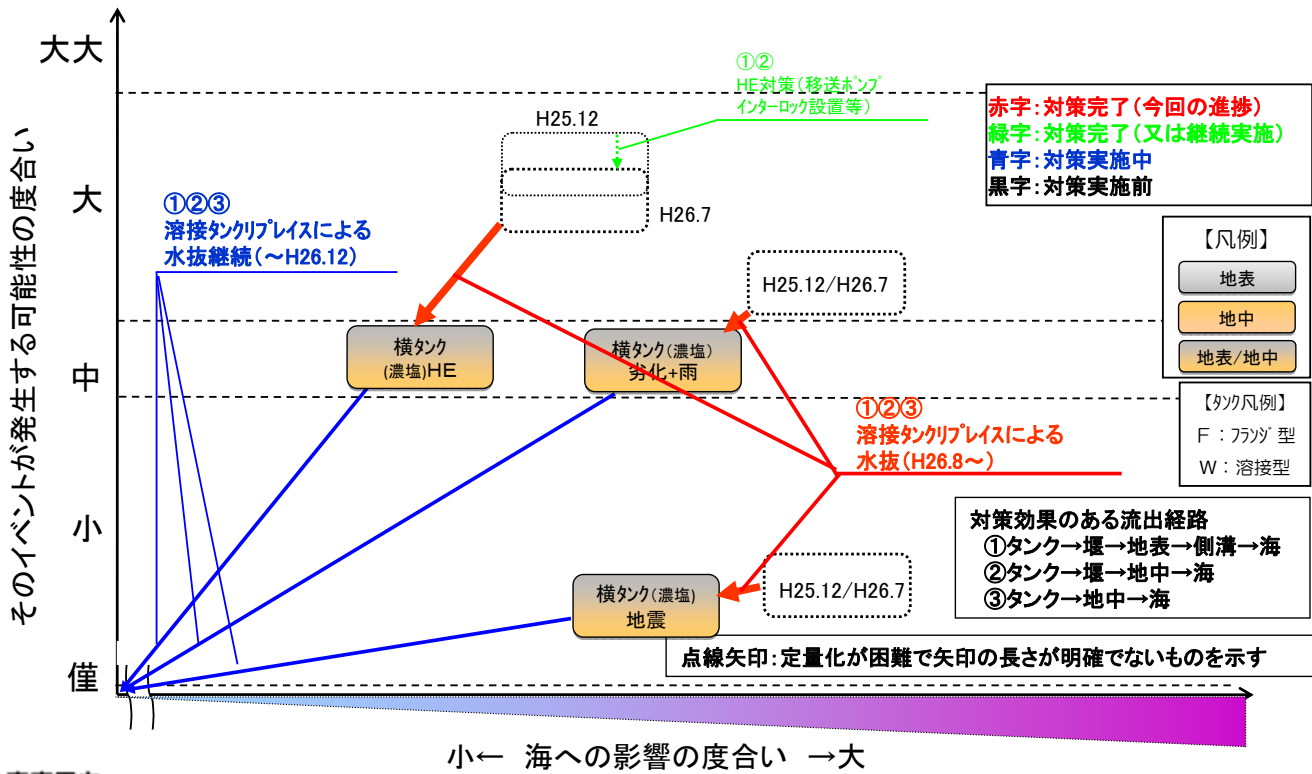 そのイベントが発生する可能性の度合い
大大
大
中
小
僅
①②
HE対策(移送ポンプ
インターロック設置等)
H25.12
H26.7
①②③
溶接タンクリプレイスによる
水抜継続(~H26.12)
赤字:対策完了(今回の進捗)
緑字:対策完了(又は継続実施)
青字:対策実施中
黒字:対策実施前
【凡例】
地表
地中
地表/地中
【タンク凡例】
F:フランジ型
W:溶接型
H25.12/H26.7
横タンク
(濃塩)HE
横タンク(濃塩)
劣化+雨
①②③
溶接タンクリプレイスによる
水抜(H26.8~)
対策効果のある流出経路
①タンク→堰→地表→側溝→海
②タンク→堰→地中→海
③タンク→地中→海
横タンク(濃塩)
地震
H25.12/H26.7
点線矢印:定量化が困難で矢印の長さが明確でないものを示す
小← 海への影響の度合い →大